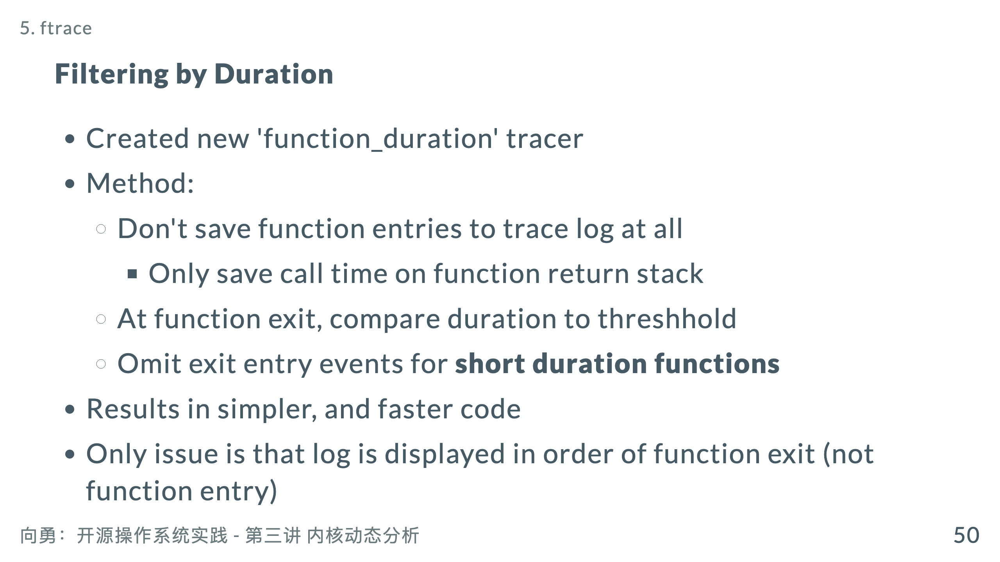 5. ftrace
Filtering by Duration
Created new 'function_duration' tracer
Method:
Don't save function entries to trace log at all
Only save call time on function return stack
At function exit, compare duration to threshhold
Omit exit entry events for short duration functions
Results in simpler, and faster code
Only issue is that log is displayed in order of function exit (not
function entry)
向勇：开源操作系统实践 - 第三讲 内核动态分析
50